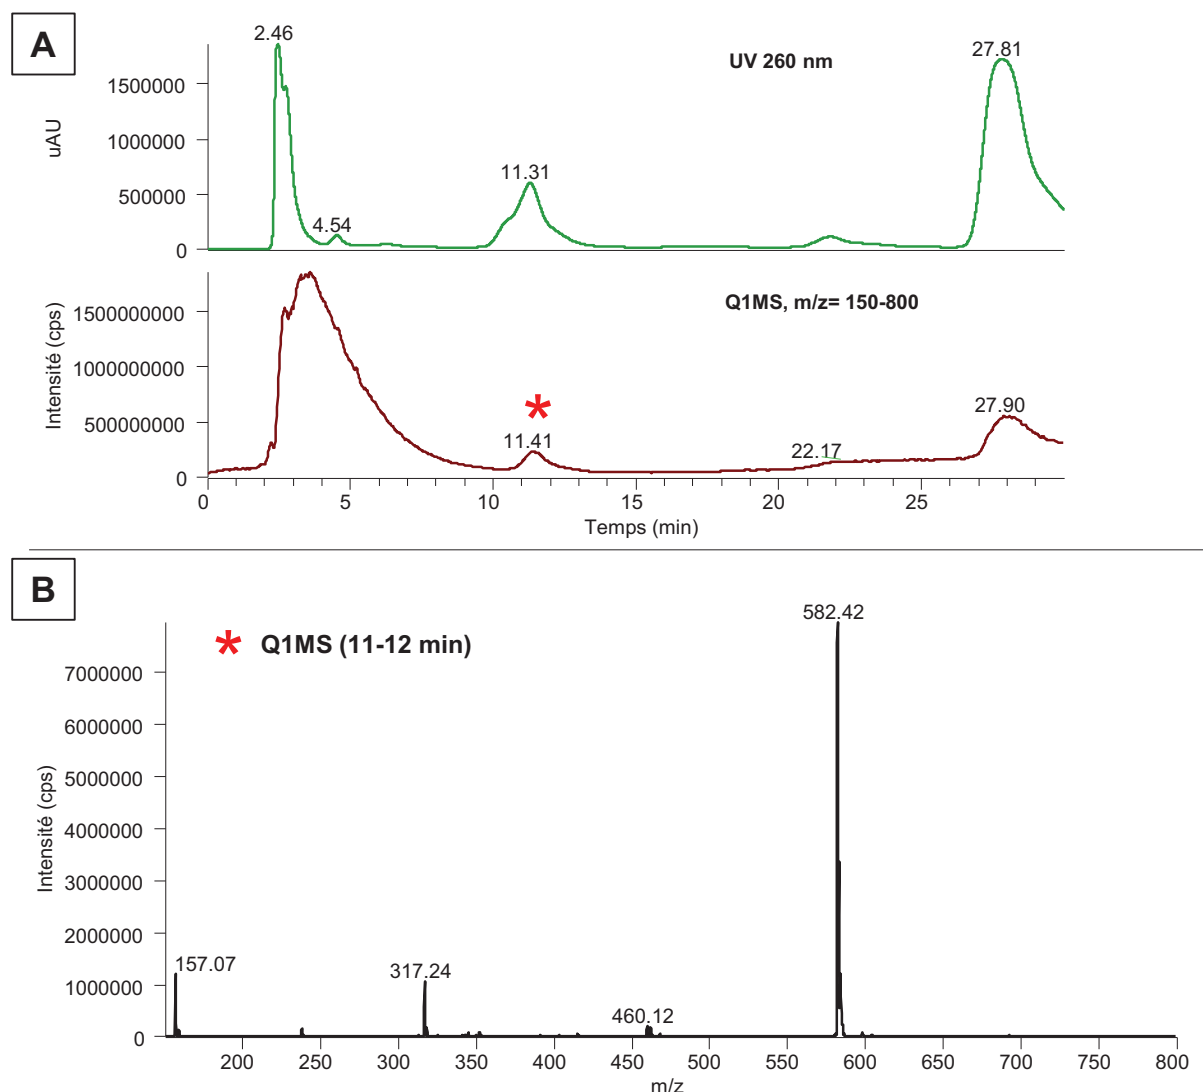 A
UV 260 nm
uAU
1500000
1000000
500000
0
2.46
4.54
11.31
27.81
Q1MS, m/z= 150-800
Intensité (cps)
1500000000
1000000000
500000000
0
*
11.41
22.17
27.90
0 5 10 15 20 25
Temps (min)
B
* Q1MS (11-12 min)
Intensité (cps)
7000000
6000000
5000000
4000000
3000000
2000000
1000000
0
157.07
317.24
460.12
582.42
200 250 300 350 400 450 500 550 600 650 700 750 800
m/z